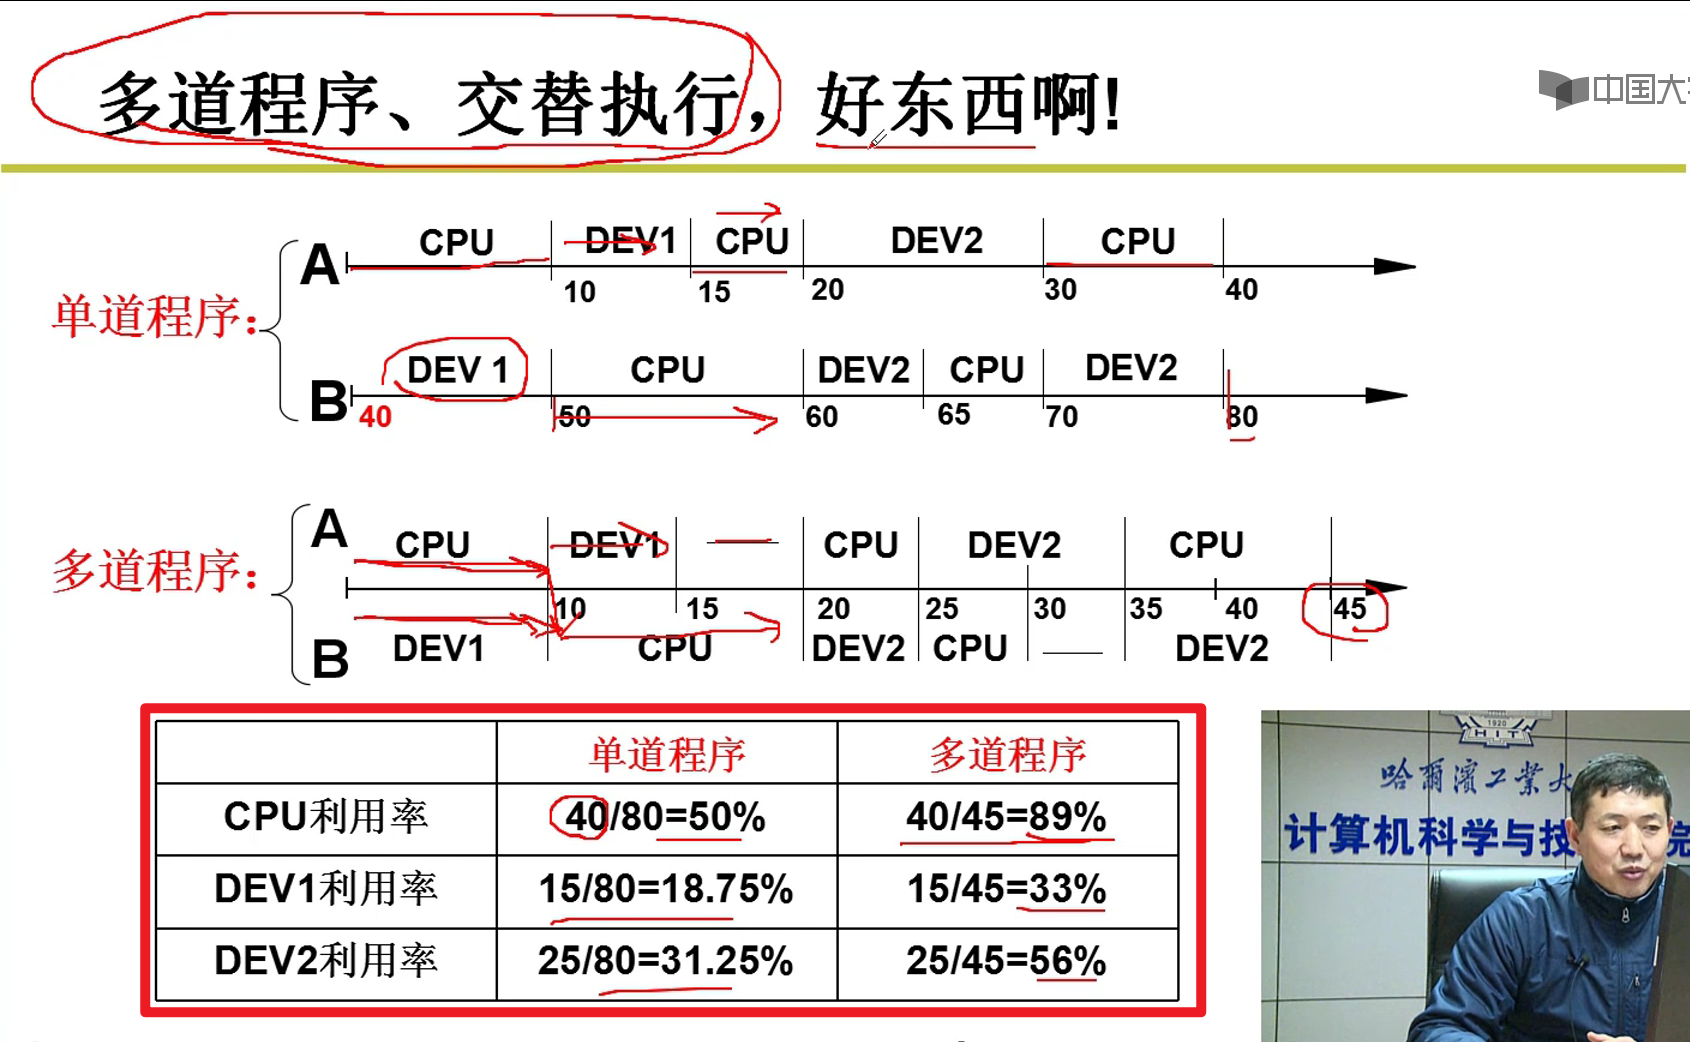 多道程序、交替执行，好东西啊!
中国大
单道程序:
A CPU DEV1 CPU DEV2 CPU
10 15 20 30 40
B DEV 1 CPU DEV2 CPU DEV2
40 50 60 65 70 80
多道程序:
A CPU DEV1 — CPU DEV2 CPU
10 15 20 25 30 35 40 45
B DEV1 CPU DEV2 CPU — DEV2
单道程序 多道程序
CPU利用率 40/80=50% 40/45=89%
DEV1利用率 15/80=18.75% 15/45=33%
DEV2利用率 25/80=31.25% 25/45=56%
1920
HIT
哈爾濱工業大
计算机科学与技